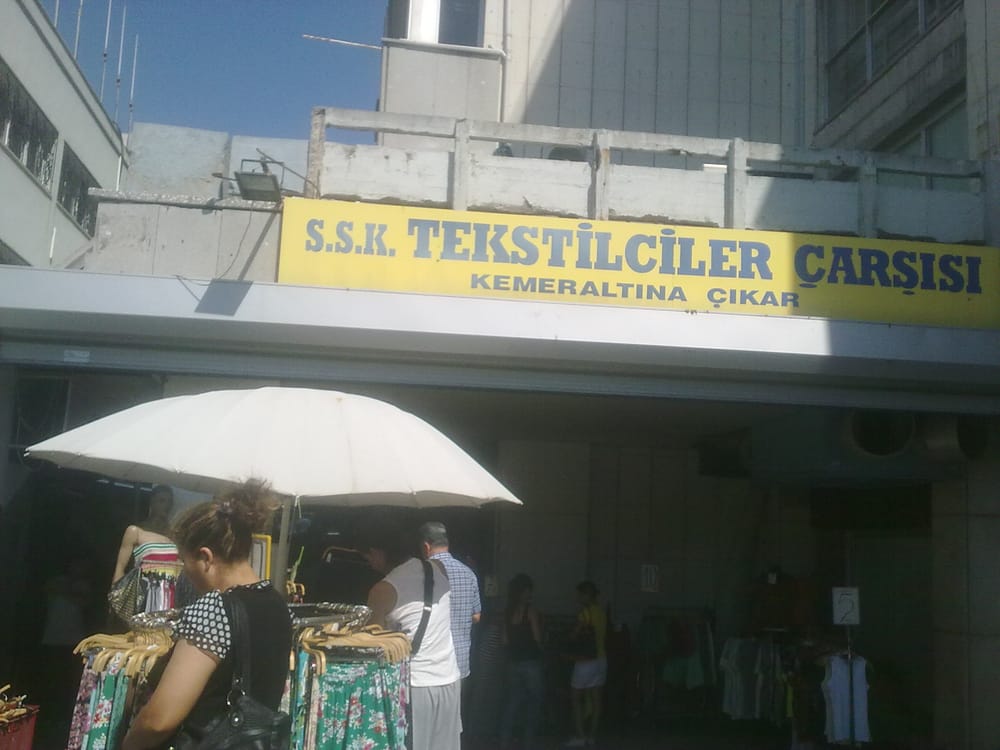 S.S.K. TEKSTİLCİLER ÇARŞISI
KEMERALTINA ÇIKAR